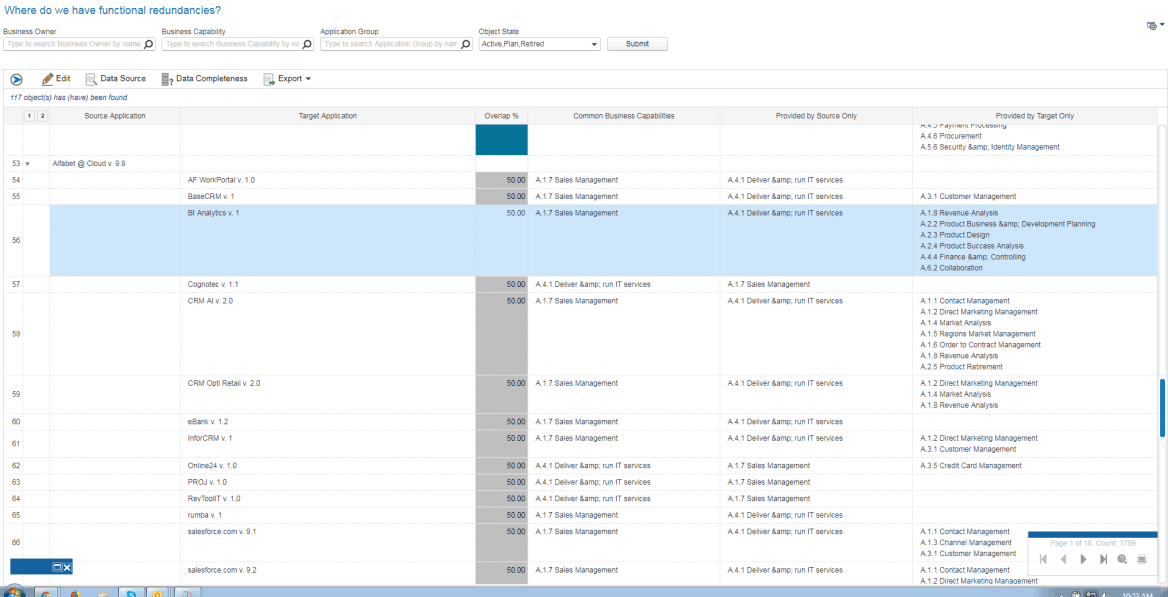 Where do we have functional redundancies?
Business Owner Business Capability Application Group Object State
Type to search Business Owner by name Type to search Business Capability by na Type to search Application Group by nam Active,Plan,Retired Submit
Edit Data Source Data Completeness Export
117 object(s) has (have) been found.
1 2 Source Application Target Application Overlap % Common Business Capabilities Provided by Source Only Provided by Target Only
A.4.5 Payment Processing
A.4.6 Procurement
A.5.6 Security &amp; Identity Management
53 Alfabet @ Cloud v. 9.8
54 AF WorkPortal v. 1.0 50.00 A.1.7 Sales Management A.4.1 Deliver &amp; run IT services
55 BaseCRM v. 1 50.00 A.1.7 Sales Management A.4.1 Deliver &amp; run IT services A.3.1 Customer Management
56 BI Analytics v. 1 50.00 A.1.7 Sales Management A.4.1 Deliver &amp; run IT services A.1.8 Revenue Analysis
A.2.2 Product Business &amp; Development Planning
A.2.3 Product Design
A.2.4 Product Success Analysis
A.4.4 Finance &amp; Controlling
A.6.2 Collaboration
57 Cognotec v. 1.1 50.00 A.4.1 Deliver &amp; run IT services A.1.7 Sales Management
58 CRM AI v. 2.0 50.00 A.1.7 Sales Management A.4.1 Deliver &amp; run IT services A.1.1 Contact Management
A.1.2 Direct Marketing Management
A.1.4 Market Analysis
A.1.5 Regions Market Management
A.1.6 Order to Contract Management
A.1.8 Revenue Analysis
A.2.5 Product Retirement
59 CRM Opti Retail v. 2.0 50.00 A.1.7 Sales Management A.4.1 Deliver &amp; run IT services A.1.2 Direct Marketing Management
A.1.4 Market Analysis
A.1.8 Revenue Analysis
60 eBank v. 1.2 50.00 A.1.7 Sales Management A.4.1 Deliver &amp; run IT services
61 InforCRM v. 1 50.00 A.1.7 Sales Management A.4.1 Deliver &amp; run IT services A.1.2 Direct Marketing Management
A.3.1 Customer Management
62 Online24 v. 1.0 50.00 A.4.1 Deliver &amp; run IT services A.1.7 Sales Management A.3.5 Credit Card Management
63 PROJ v. 1.0 50.00 A.4.1 Deliver &amp; run IT services A.1.7 Sales Management
64 RevToolIT v. 1.0 50.00 A.4.1 Deliver &amp; run IT services A.1.7 Sales Management
65 rumba v. 1 50.00 A.1.7 Sales Management A.4.1 Deliver &amp; run IT services
66 salesforce.com v. 9.1 50.00 A.1.7 Sales Management A.4.1 Deliver &amp; run IT services A.1.1 Contact Management
A.1.3 Channel Management
A.3.1 Customer Management
Page 1 of 18, Count: 1709
salesforce.com v. 9.2 50.00 A.1.7 Sales Management A.4.1 Deliver &amp; run IT services A.1.1 Contact Management
A.1.2 Direct Marketing Management
10:23 AM